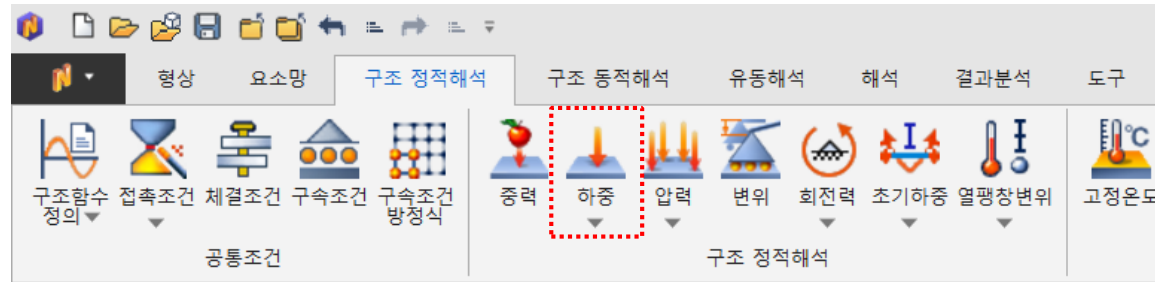 형상 요소망 구조 정적해석 구조 동적해석 유동해석 해석 결과분석 도구
구조함수 정의 접촉조건 체결조건 구속조건 구속조건 방정식 중력 하중 압력 변위 회전력 초기하중 열팽창변위 고정온도
공통조건 구조 정적해석